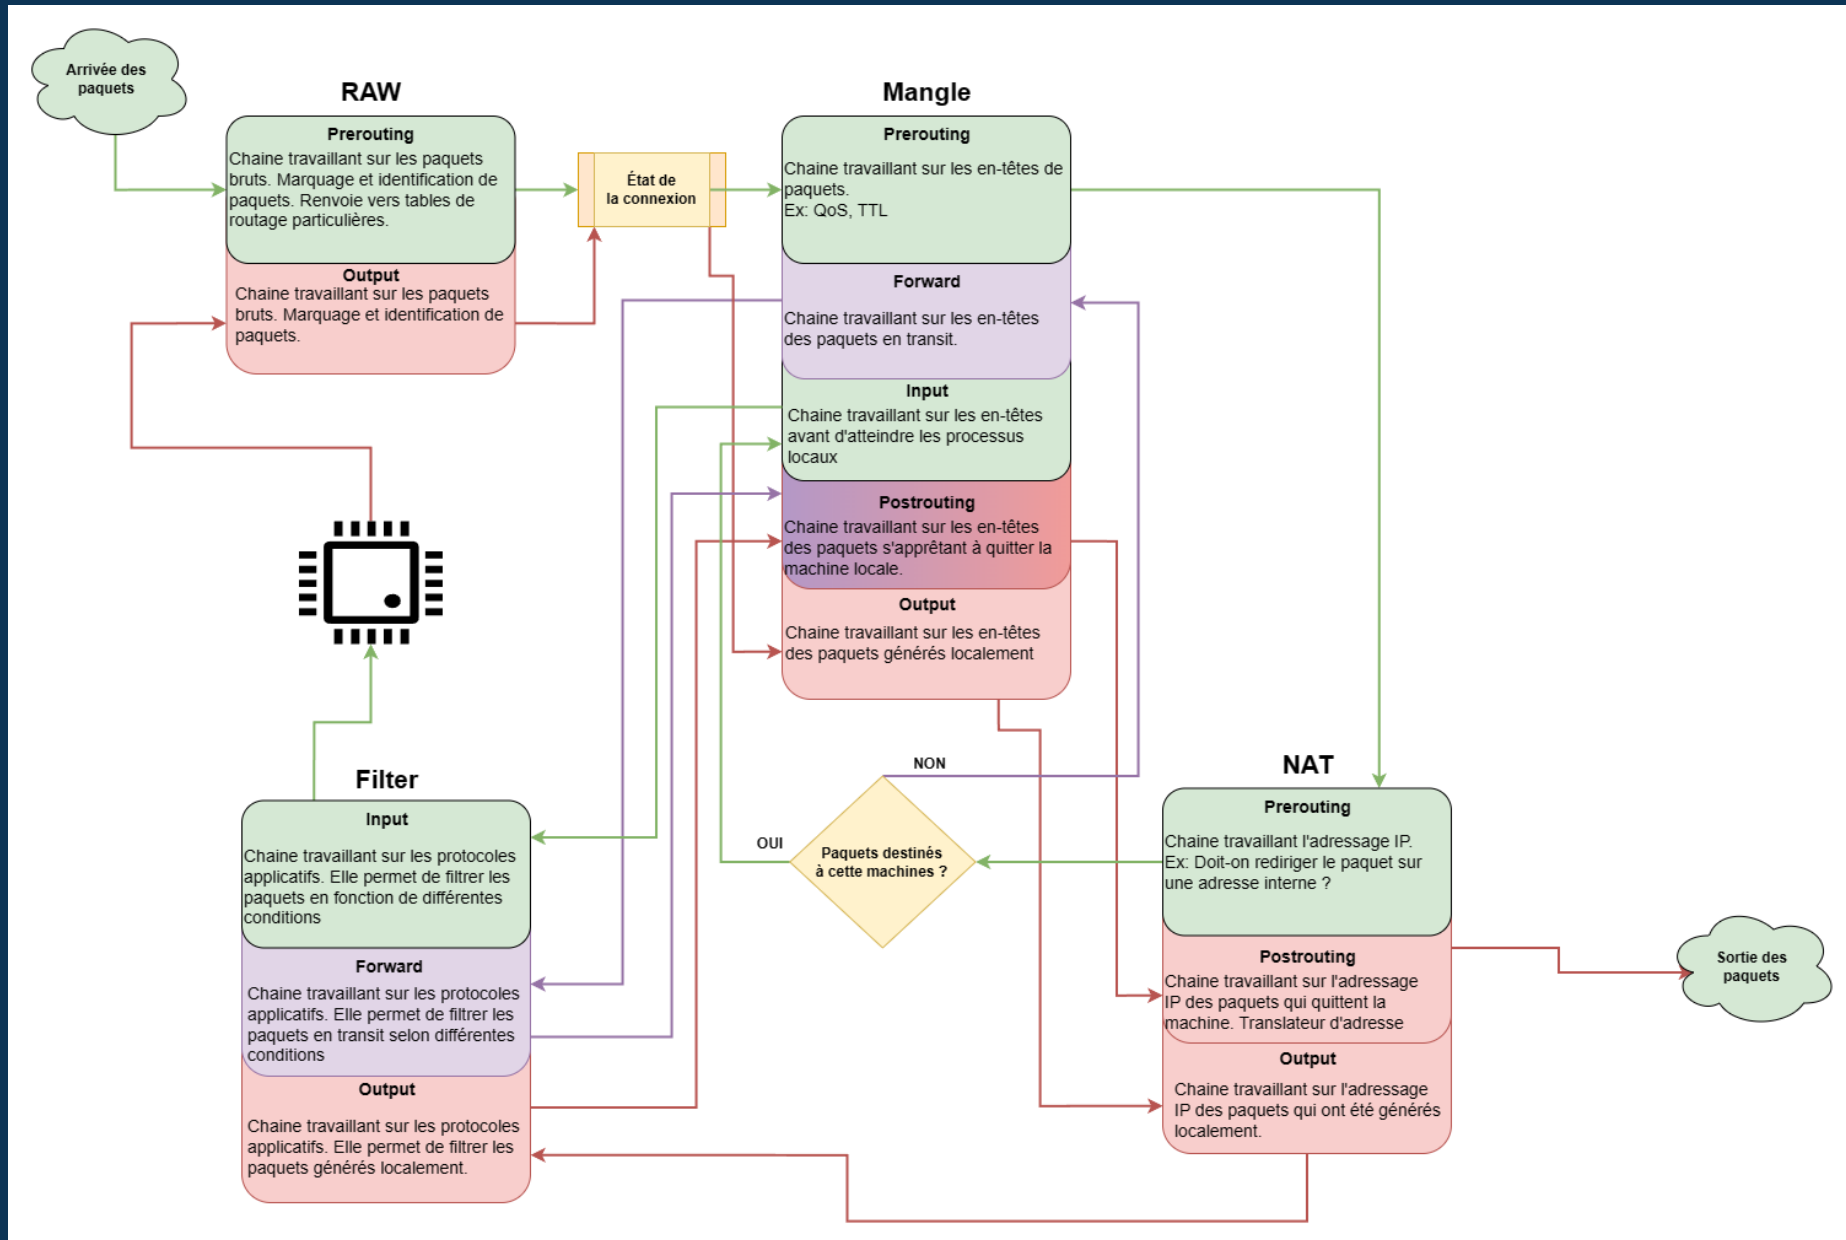 Arrivée des
paquets
RAW
Prerouting
Chaine travaillant sur les paquets
bruts. Marquage et identification de
paquets. Renvoie vers tables de
routage particulières.
Output
Chaine travaillant sur les paquets
bruts. Marquage et identification de
paquets.
État de
la connexion
Mangle
Prerouting
Chaine travaillant sur les en-têtes de
paquets.
Ex: QoS, TTL
Forward
Chaine travaillant sur les en-têtes
des paquets en transit.
Input
Chaine travaillant sur les en-têtes
avant d'atteindre les processus
locaux
Postrouting
Chaine travaillant sur les en-têtes
des paquets s'apprêtant à quitter la
machine locale.
Output
Chaine travaillant sur les en-têtes
des paquets générés localement
Filter
Input
Chaine travaillant sur les protocoles
applicatifs. Elle permet de filtrer les
paquets en fonction de différentes
conditions
Forward
Chaine travaillant sur les protocoles
applicatifs. Elle permet de filtrer les
paquets en transit selon différentes
conditions
Output
Chaine travaillant sur les protocoles
applicatifs. Elle permet de filtrer les
paquets générés localement.
NON
OUI
Paquets destinés
à cette machines ?
NAT
Prerouting
Chaine travaillant l'adressage IP.
Ex: Doit-on rediriger le paquet sur
une adresse interne ?
Postrouting
Chaine travaillant sur l'adressage
IP des paquets qui quittent la
machine. Translateur d'adresse
Output
Chaine travaillant sur l'adressage
IP des paquets qui ont été générés
localement.
Sortie des
paquets